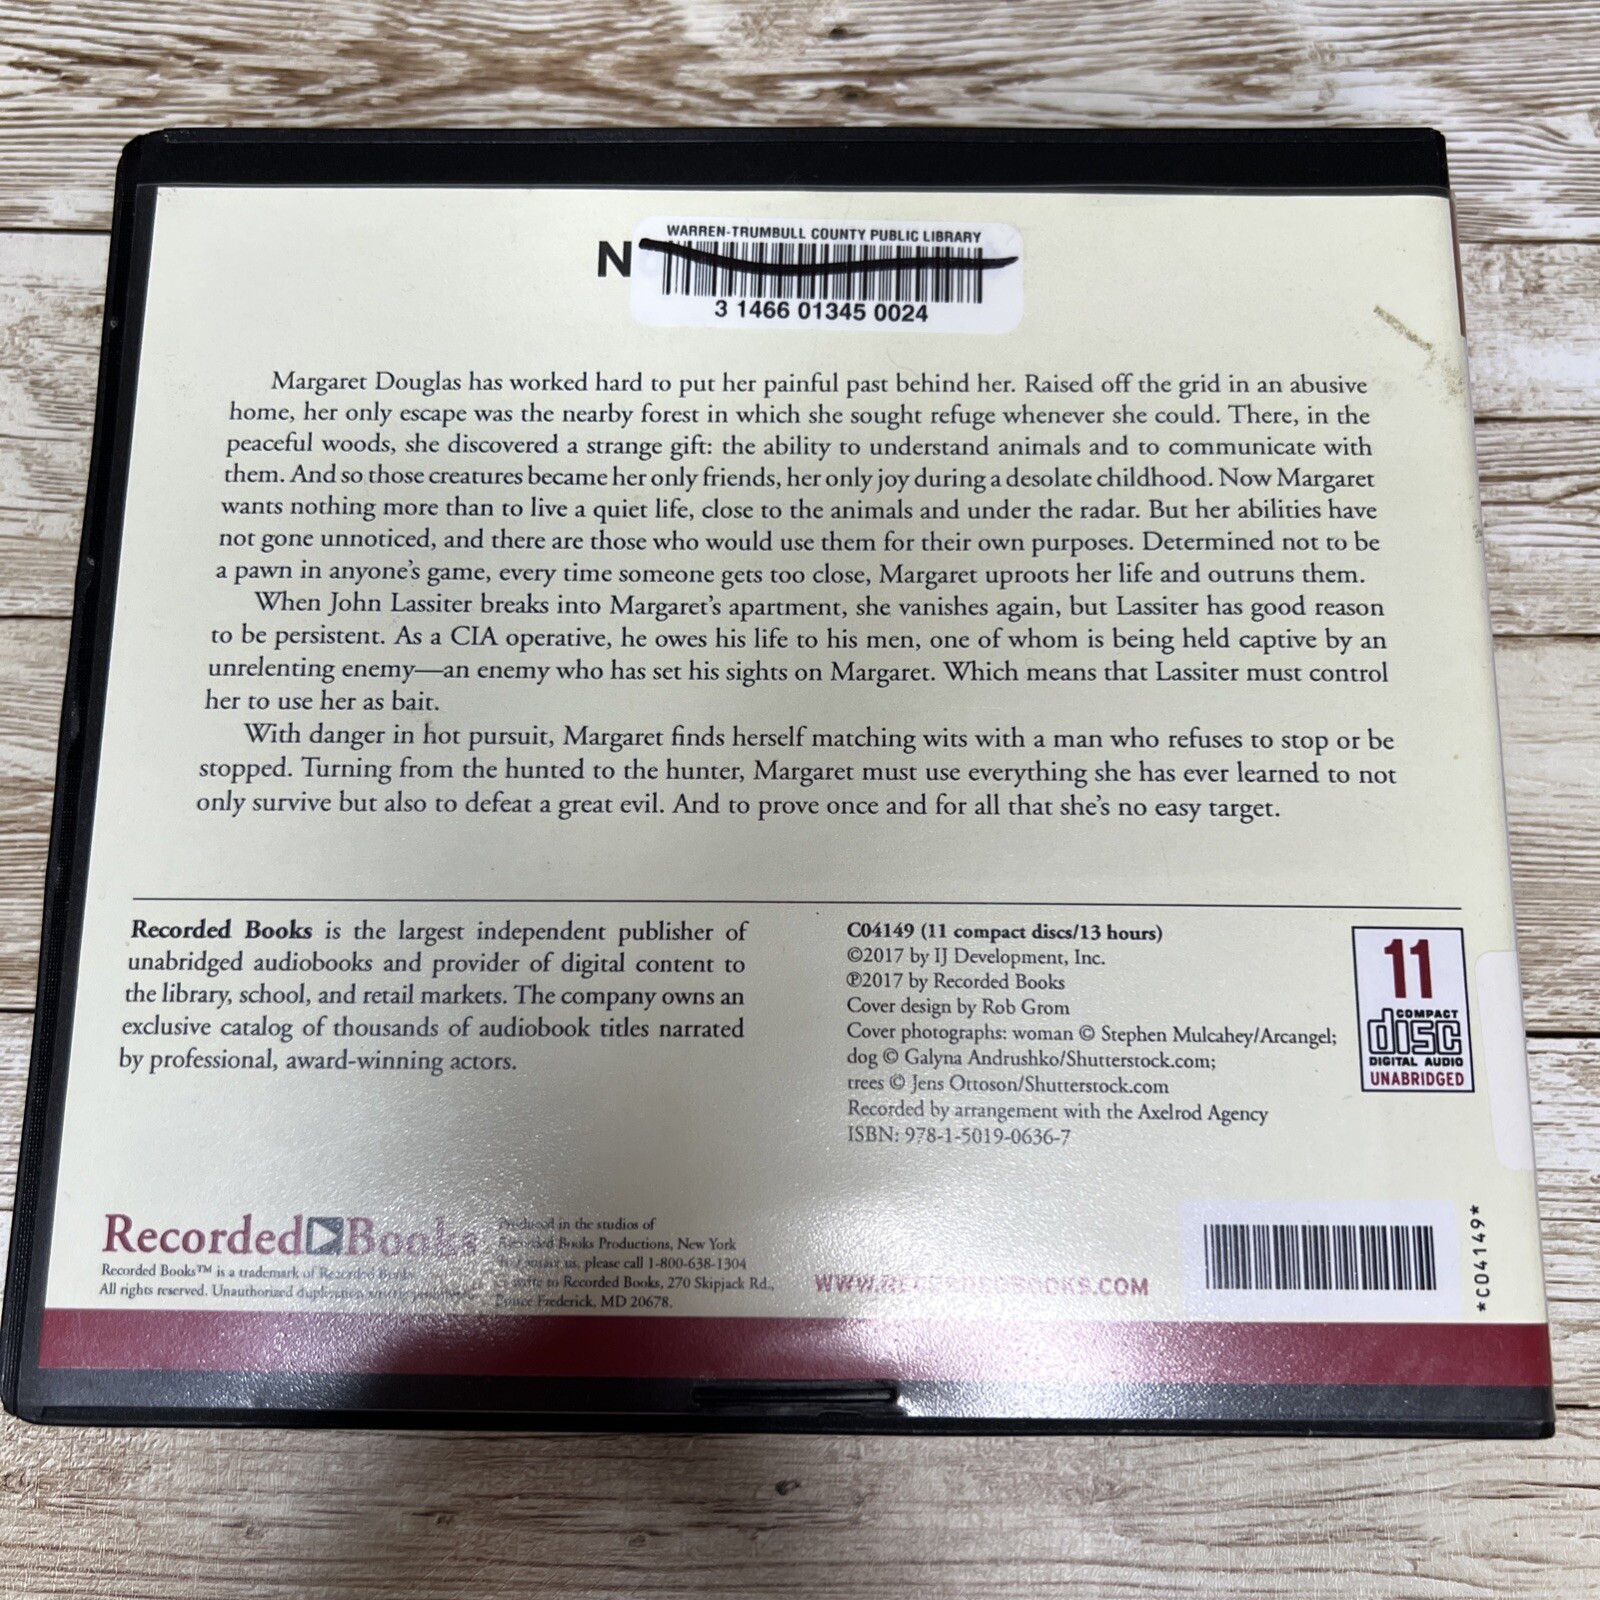 WARREN-TRUMBULL COUNTY PUBLIC LIBRARY
N
3 1466 01345 0024
Margaret Douglas has worked hard to put her painful past behind her. Raised off the grid in an abusive
home, her only escape was the nearby forest in which she sought refuge whenever she could. There, in the
peaceful woods, she discovered a strange gift: the ability to understand animals and to communicate with
them. And so those creatures became her only friends, her only joy during a desolate childhood. Now Margaret
wants nothing more than to live a quiet life, close to the animals and under the radar. But her abilities have
not gone unnoticed, and there are those who would use them for their own purposes. Determined not to be
a pawn in anyone's game, every time someone gets too close, Margaret uproots her life and outruns them.
When John Lassiter breaks into Margaret's apartment, she vanishes again, but Lassiter has good reason
to be persistent. As a CIA operative, he owes his life to his men, one of whom is being held captive by an
unrelenting enemy—an enemy who has set his sights on Margaret. Which means that Lassiter must control
her to use her as bait.
With danger in hot pursuit, Margaret finds herself matching wits with a man who refuses to stop or be
stopped. Turning from the hunted to the hunter, Margaret must use everything she has ever learned to not
only survive but also to defeat a great evil. And to prove once and for all that she's no easy target.
Recorded Books is the largest independent publisher of
unabridged audiobooks and provider of digital content to
the library, school, and retail markets. The company owns an
exclusive catalog of thousands of audiobook titles narrated
by professional, award-winning actors.
C04149 (11 compact discs/13 hours)
©2017 by IJ Development, Inc.
℗2017 by Recorded Books
Cover design by Rob Grom
Cover photographs: woman © Stephen Mulcahey/Arcangel;
dog © Galyna Andrushko/Shutterstock.com;
trees © Jens Ottoson/Shutterstock.com
Recorded by arrangement with the Axelrod Agency
ISBN: 978-1-5019-0636-7
11
COMPACT
disc
DIGITAL AUDIO
UNABRIDGED
Recorded Books
Recorded Books™ is a trademark of Recorded Books
All rights reserved. Unauthorized duplication
Produced in the studios of
Recorded Books Productions, New York
us, please call 1-800-638-1304
or write to Recorded Books, 270 Skipjack Rd.,
Prince Frederick, MD 20678.
WWW.RECORDEDBOOKS.COM
*C04149*